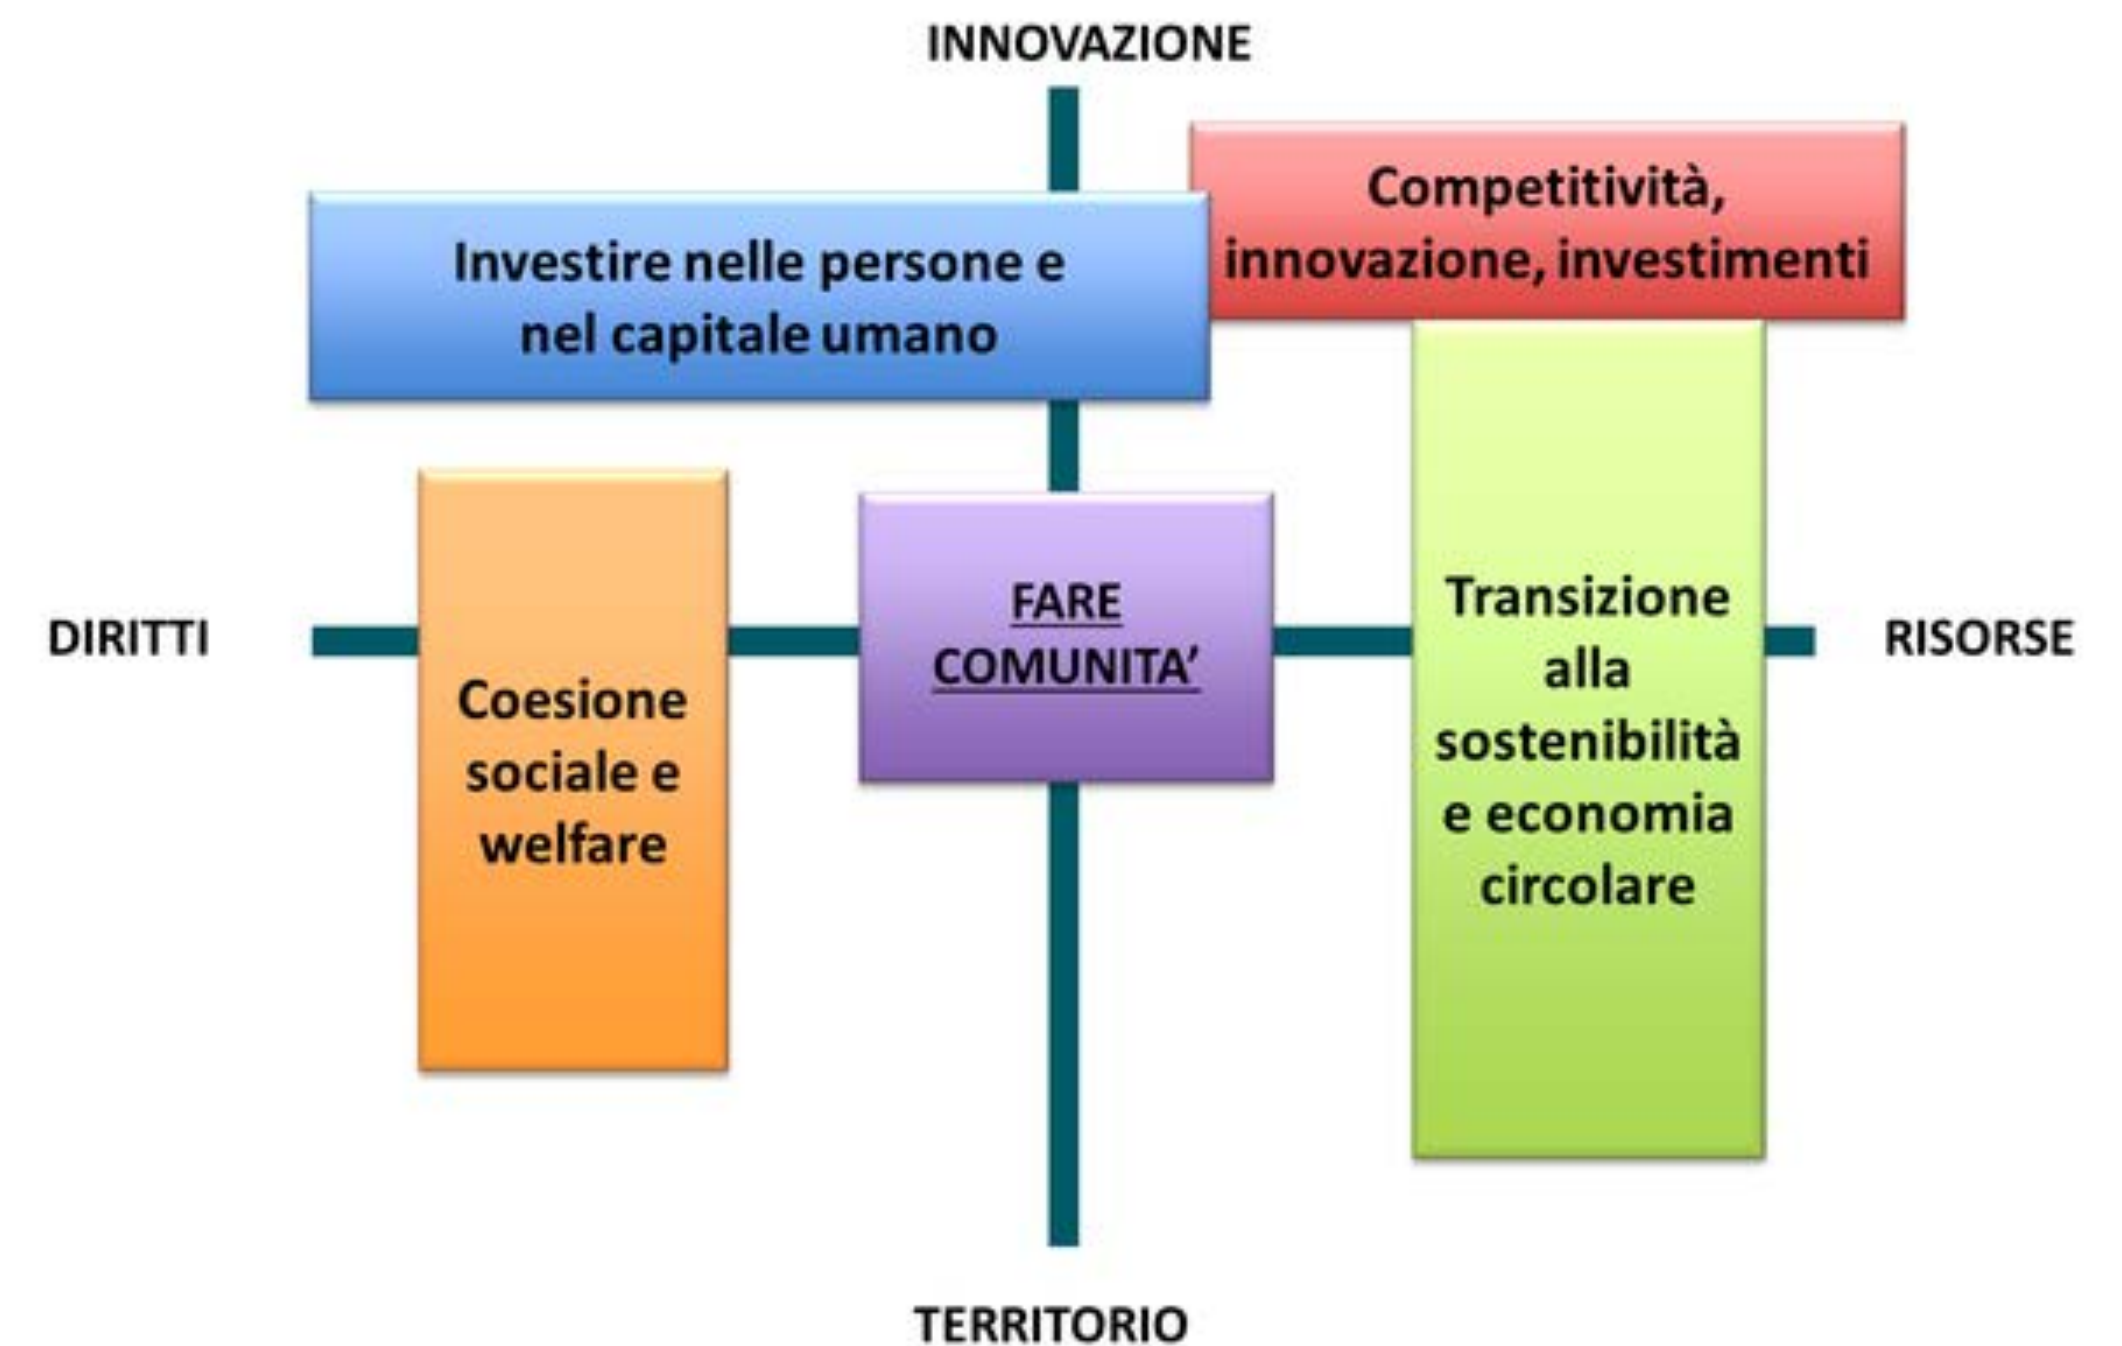 INNOVAZIONE
Competitività,
innovazione, investimenti
Investire nelle persone e
nel capitale umano
DIRITTI
Coesione
sociale e
welfare
FARE
COMUNITA’
Transizione
alla
sostenibilità
e economia
circolare
RISORSE
TERRITORIO